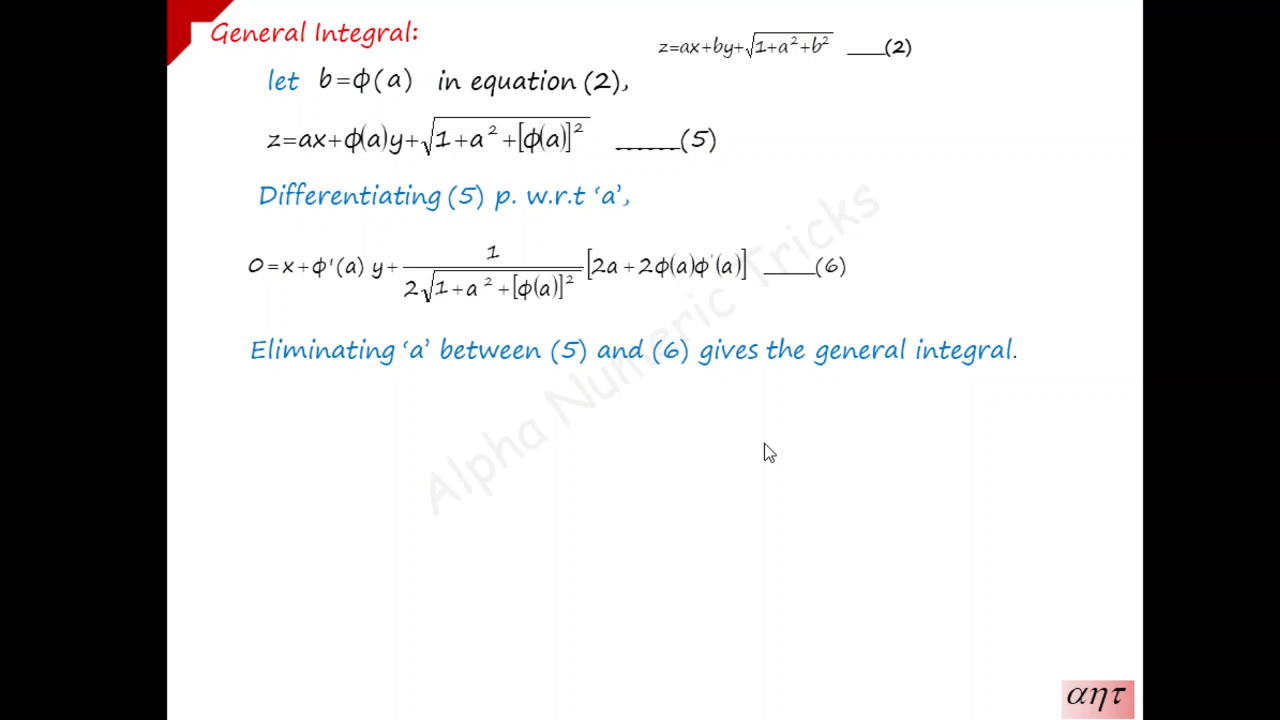 General Integral:
z=ax+by+√1+a²+b² ___(2)
let b=ϕ(a) in equation (2),
z=ax+ϕ(a)y+√1+a²+[ϕ(a)]² ______(5)
Differentiating (5) p. w.r.t ‘a’,
0=x+ϕ'(a) y+ 1/2√1+a²+[ϕ(a)]² [2a+2ϕ(a)ϕ'(a)] ____(6)
Eliminating ‘a’ between (5) and (6) gives the general integral.
Alpha Numeric Tricks
αητ